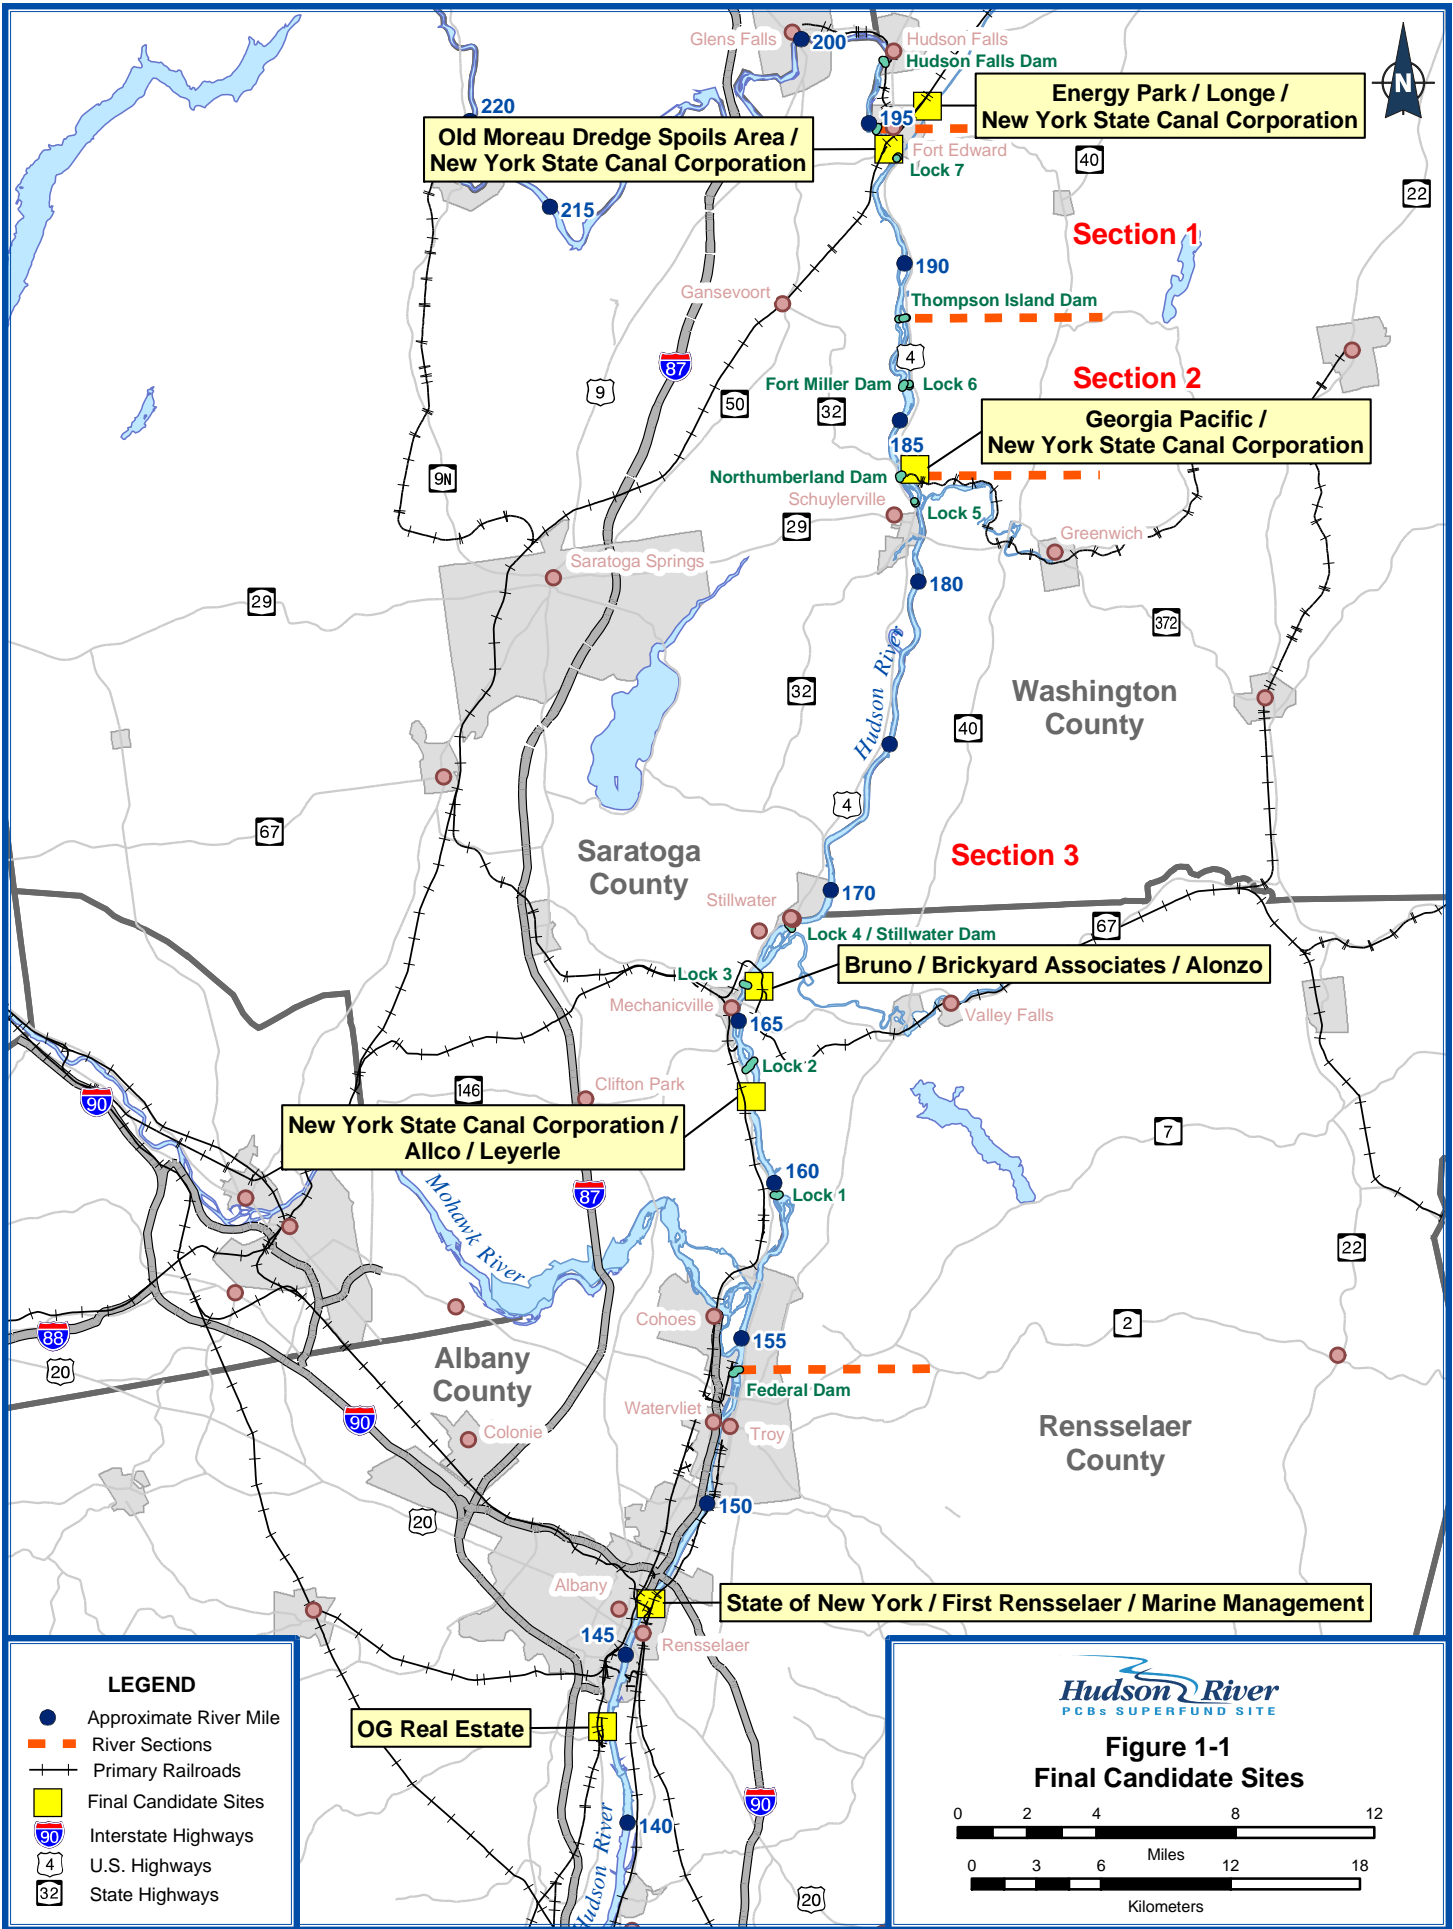 Glens Falls
200
Hudson Falls
Hudson Falls Dam
N
220
Energy Park / Longe /
New York State Canal Corporation
195
Old Moreau Dredge Spoils Area /
New York State Canal Corporation
Fort Edward
Lock 7
40
22
215
Section 1
190
Gansevoort
Thompson Island Dam
4
87
9
50
32
Fort Miller Dam
Lock 6
Section 2
Georgia Pacific /
New York State Canal Corporation
185
9N
Northumberland Dam
Schuylerville
Lock 5
29
Greenwich
Saratoga Springs
180
29
372
Hudson River
32
Washington
County
40
4
67
Saratoga
County
Section 3
170
Stillwater
67
Lock 4 / Stillwater Dam
Bruno / Brickyard Associates / Alonzo
Lock 3
Mechanicville
165
Valley Falls
Lock 2
90
146
Clifton Park
New York State Canal Corporation /
Allco / Leyerle
7
160
Lock 1
87
Mohawk River
22
Cohoes
2
155
88
20
Albany
County
Federal Dam
90
Watervliet
Troy
Colonie
Rensselaer
County
150
20
Albany
State of New York / First Rensselaer / Marine Management
145
Rensselaer
OG Real Estate
90
140
Hudson River
20
LEGEND
Approximate River Mile
River Sections
Primary Railroads
Final Candidate Sites
90 Interstate Highways
4 U.S. Highways
32 State Highways
Hudson River
PCBs SUPERFUND SITE
Figure 1-1
Final Candidate Sites
0 2 4 8 12
Miles
0 3 6 12 18
Kilometers